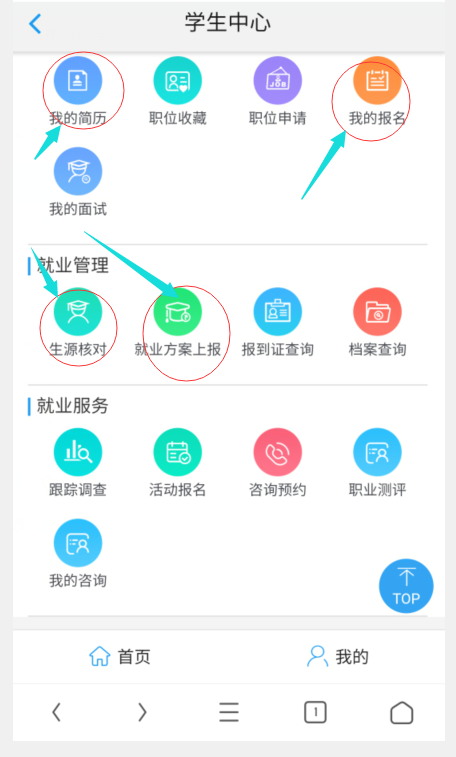 学生中心
我的简历 职位收藏 职位申请 我的报名
JOB
我的面试
就业管理
生源核对 就业方案上报 报到证查询 档案查询
就业服务
跟踪调查 活动报名 咨询预约 职业测评
我的咨询
TOP
首页 我的
1